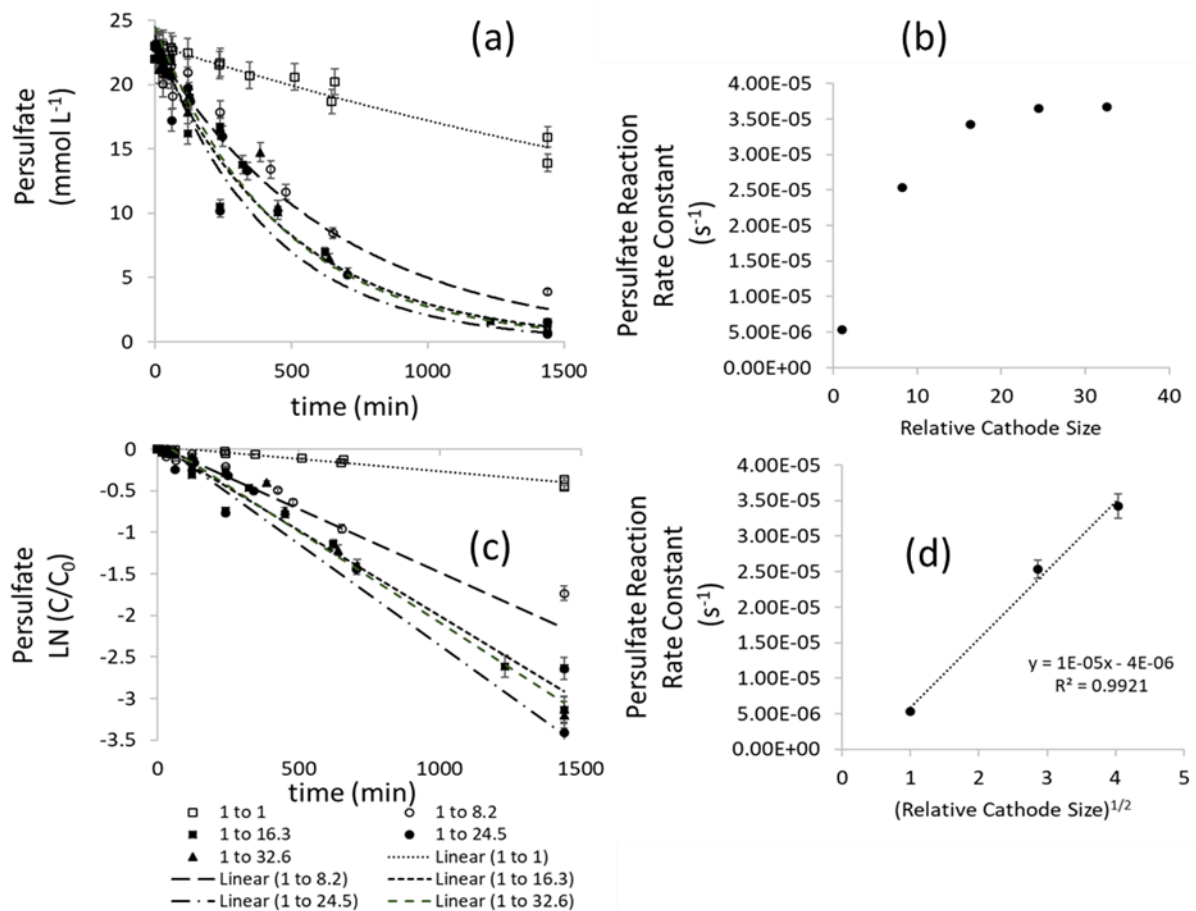 (a)
25
20
15
10
5
0
Persulfate
(mmol L-1)
0 500 1000 1500
time (min)
(b)
4.00E-05
3.50E-05
3.00E-05
2.50E-05
2.00E-05
1.50E-05
1.00E-05
5.00E-06
0.00E+00
Persulfate Reaction
Rate Constant
(s-1)
0 10 20 30 40
Relative Cathode Size
(c)
0
-0.5
-1
-1.5
-2
-2.5
-3
-3.5
Persulfate
LN (C/C0)
0 500 1000 1500
time (min)
1 to 1
1 to 8.2
1 to 16.3
1 to 24.5
1 to 32.6
Linear (1 to 1)
Linear (1 to 8.2)
Linear (1 to 16.3)
Linear (1 to 24.5)
Linear (1 to 32.6)
(d)
4.00E-05
3.50E-05
3.00E-05
2.50E-05
2.00E-05
1.50E-05
1.00E-05
5.00E-06
0.00E+00
Persulfate Reaction
Rate Constant
(s-1)
y = 1E-05x - 4E-06
R² = 0.9921
0 1 2 3 4 5
(Relative Cathode Size)1/2